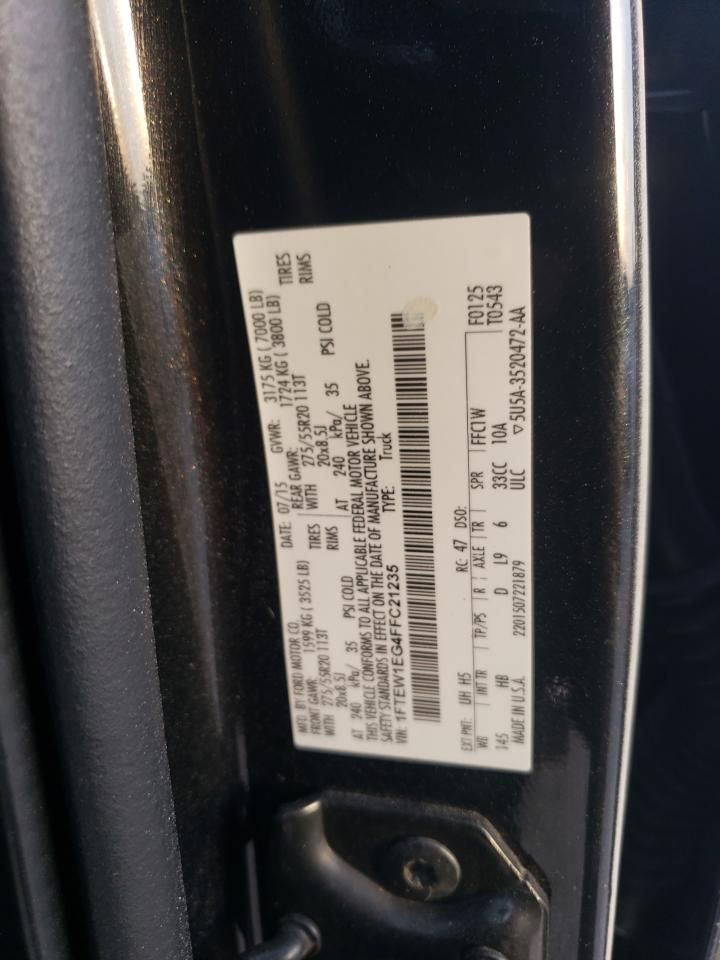 MFD. BY FORD MOTOR CO. DATE: 07/15 GVWR: 3175 KG ( 7000 LB)
FRONT GAWR: 1599 KG ( 3525 LB) REAR GAWR: 1724 KG ( 3800 LB)
WITH 275/55R20 113T TIRES WITH 275/55R20 113T TIRES
20x8.5J RIMS 20x8.5J RIMS
AT 240 kPa/ 35 PSI COLD AT 240 kPa/ 35 PSI COLD
THIS VEHICLE CONFORMS TO ALL APPLICABLE FEDERAL MOTOR VEHICLE
SAFETY STANDARDS IN EFFECT ON THE DATE OF MANUFACTURE SHOWN ABOVE.
VIN: 1FTEW1EG4FFC21235 TYPE: Truck
F0125
EXT PNT: UH H5 RC: 47 DSO: T0543
WB INT TR TP/PS R AXLE TR SPR FFC1W
145 HB D L9 6 33CC 10A
MADE IN U.S.A. 2201507221879 ULC ▽ 5U5A-3520472-AA